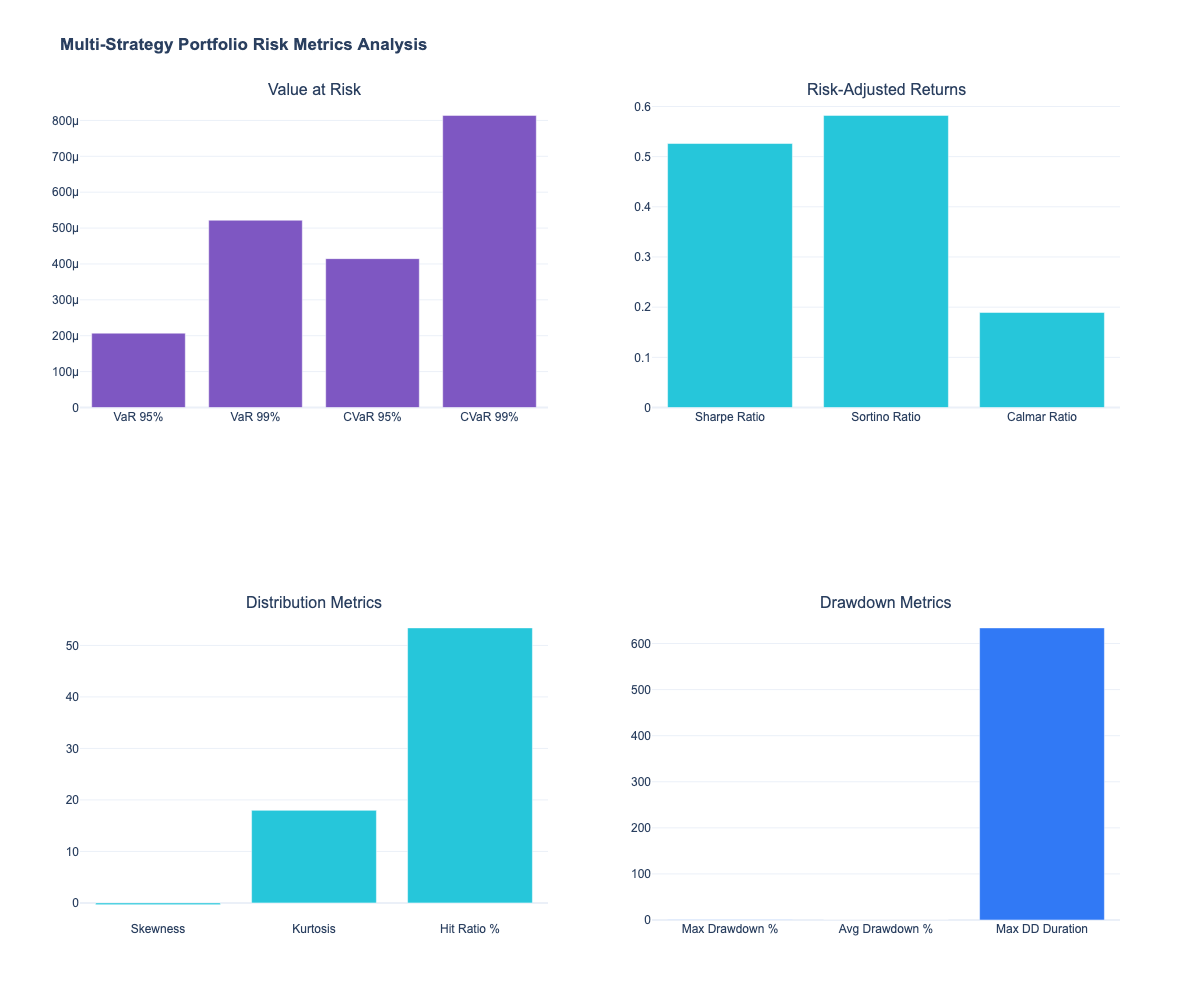 Multi-Strategy Portfolio Risk Metrics Analysis
Value at Risk
800µ
700µ
600µ
500µ
400µ
300µ
200µ
100µ
0
VaR 95%
VaR 99%
CVaR 95%
CVaR 99%
Risk-Adjusted Returns
0.6
0.5
0.4
0.3
0.2
0.1
0
Sharpe Ratio
Sortino Ratio
Calmar Ratio
Distribution Metrics
50
40
30
20
10
0
Skewness
Kurtosis
Hit Ratio %
Drawdown Metrics
600
500
400
300
200
100
0
Max Drawdown %
Avg Drawdown %
Max DD Duration